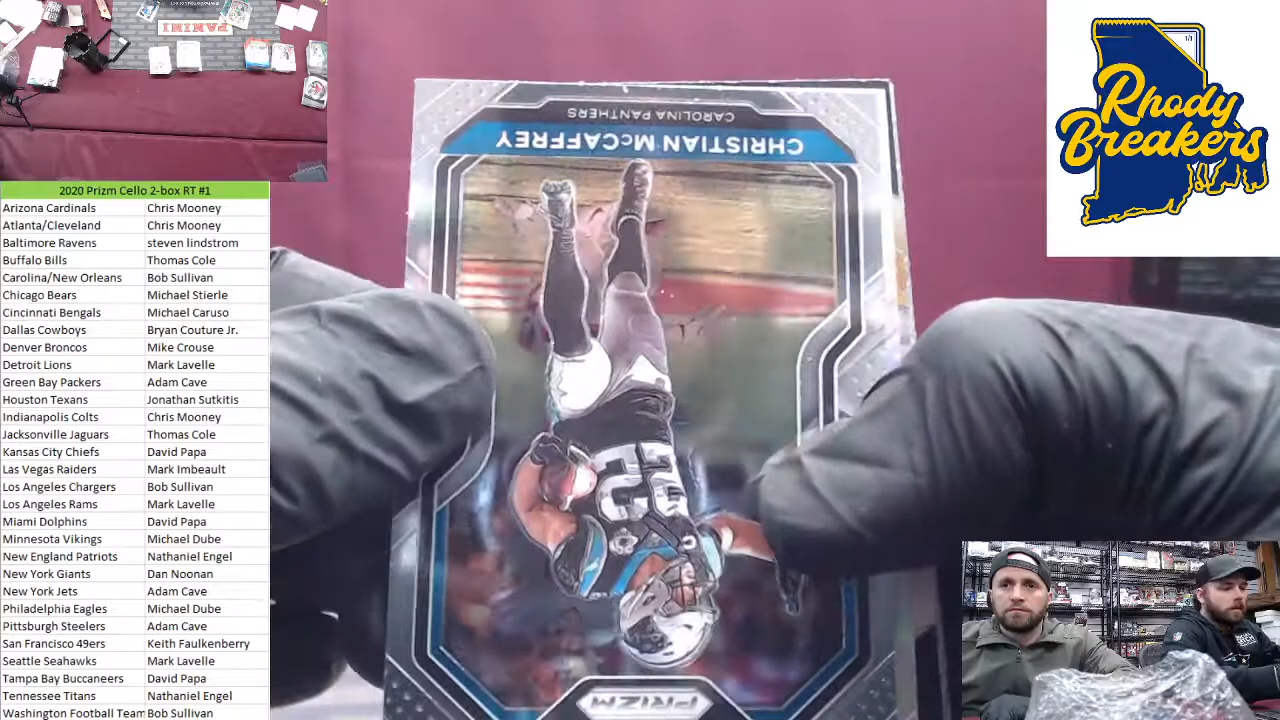 PANINI
1/1
Rhody
Breakers
CAROLINA PANTHERS
CHRISTIAN McCAFFREY
22
C
PRIZM
2020 Prizm Cello 2-box RT #1
Arizona Cardinals Chris Mooney
Atlanta/Cleveland Chris Mooney
Baltimore Ravens steven lindstrom
Buffalo Bills Thomas Cole
Carolina/New Orleans Bob Sullivan
Chicago Bears Michael Stierle
Cincinnati Bengals Michael Caruso
Dallas Cowboys Bryan Couture Jr.
Denver Broncos Mike Crouse
Detroit Lions Mark Lavelle
Green Bay Packers Adam Cave
Houston Texans Jonathan Sutkitis
Indianapolis Colts Chris Mooney
Jacksonville Jaguars Thomas Cole
Kansas City Chiefs David Papa
Las Vegas Raiders Mark Imbeault
Los Angeles Chargers Bob Sullivan
Los Angeles Rams Mark Lavelle
Miami Dolphins David Papa
Minnesota Vikings Michael Dube
New England Patriots Nathaniel Engel
New York Giants Dan Noonan
New York Jets Adam Cave
Philadelphia Eagles Michael Dube
Pittsburgh Steelers Adam Cave
San Francisco 49ers Keith Faulkenberry
Seattle Seahawks Mark Lavelle
Tampa Bay Buccaneers David Papa
Tennessee Titans Nathaniel Engel
Washington Football Team Bob Sullivan